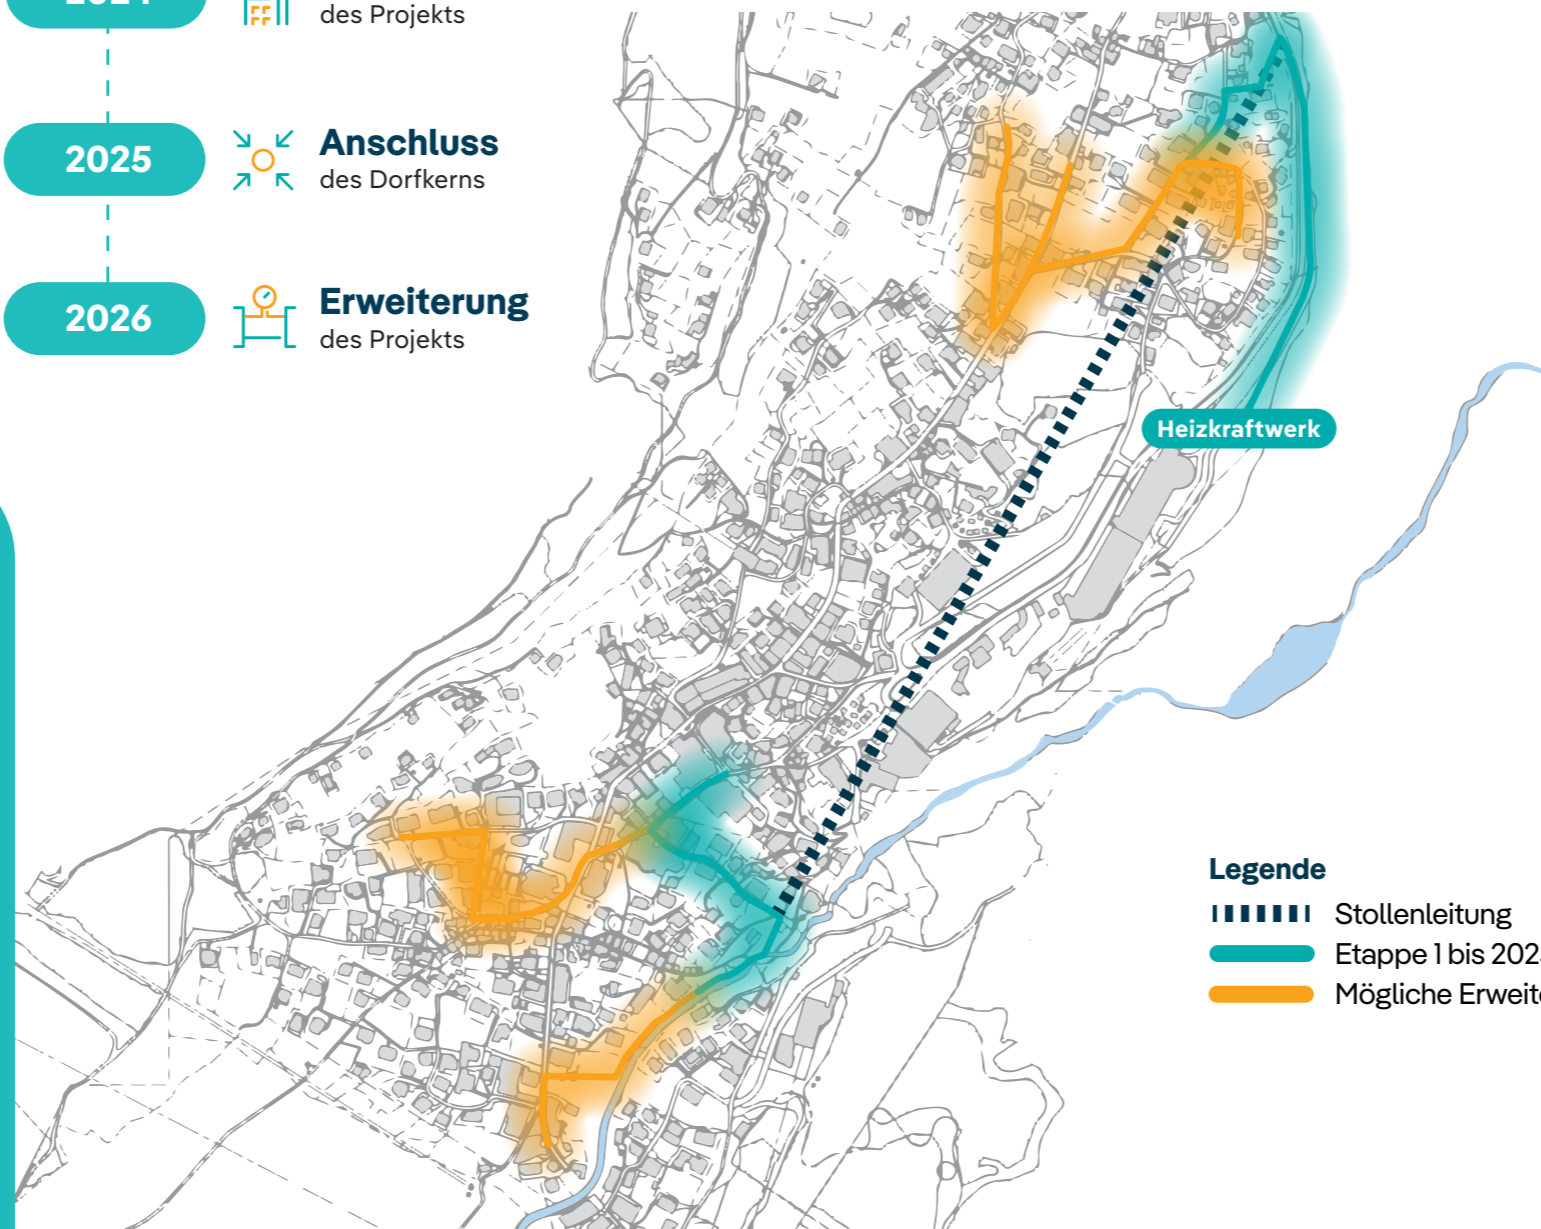 des Projekts
2025
Anschluss
des Dorfkerns
2026
Erweiterung
des Projekts
Heizkraftwerk
Legende
Stollenleitung
Etappe 1 bis
Mögliche